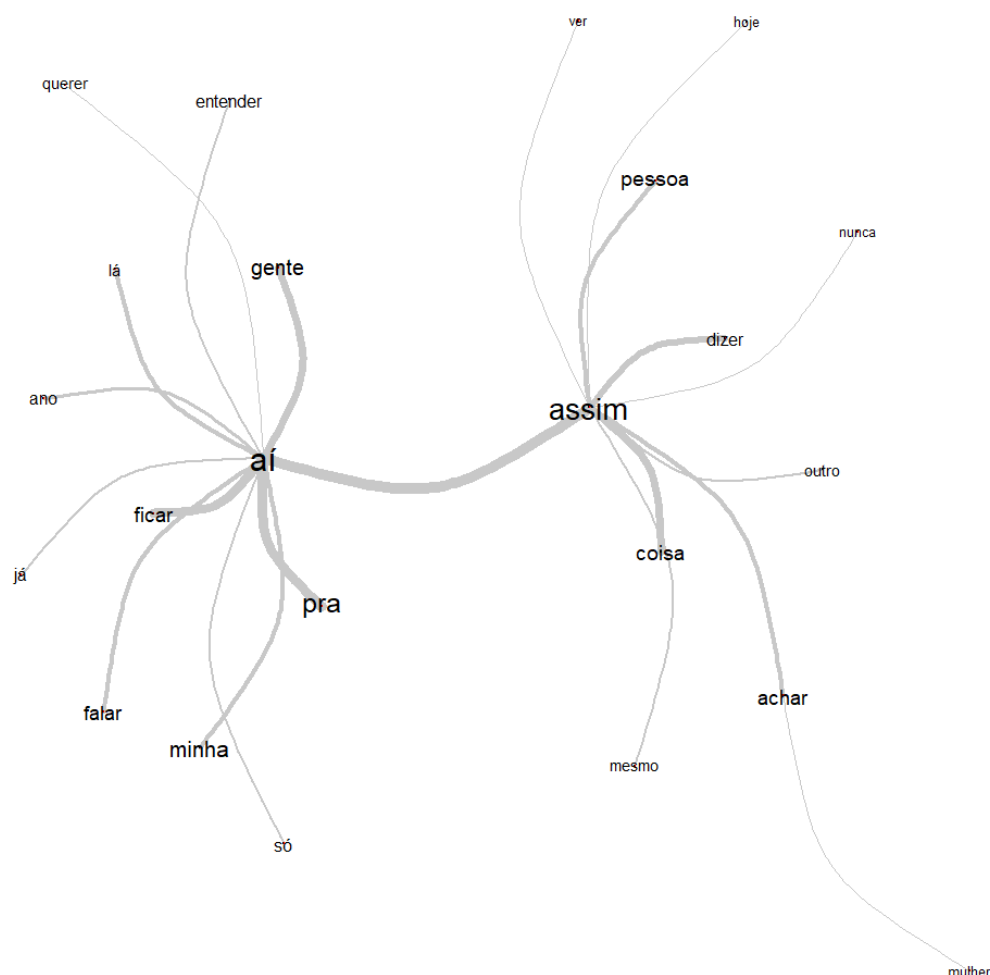 ver
hoje
querer
entender
pessoa
nunca
gente
lá
dizer
ano
assim
aí
outro
ficar
coisa
já
pra
achar
falar
minha
mesmo
só
mulher